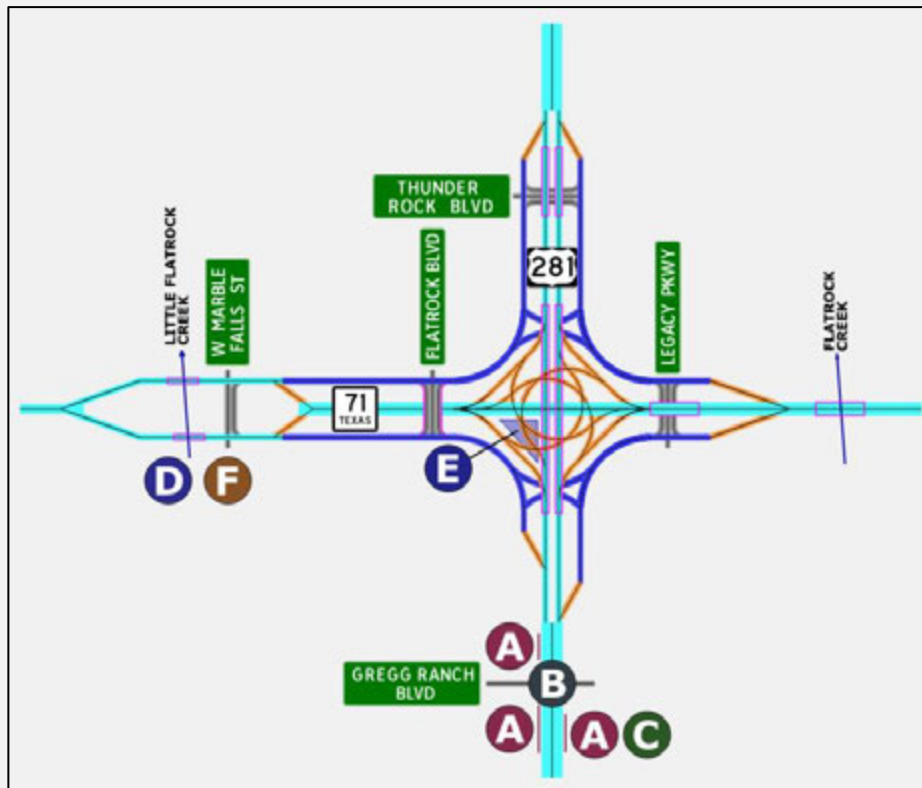 THUNDER
ROCK BLVD
281
LITTLE FLATROCK
CREEK
W MARBLE
FALLS ST
FLATROCK BLVD
LEGACY PKWY
FLATROCK
CREEK
71
TEXAS
D
F
E
A
GREGG RANCH
BLVD
B
A
A
C